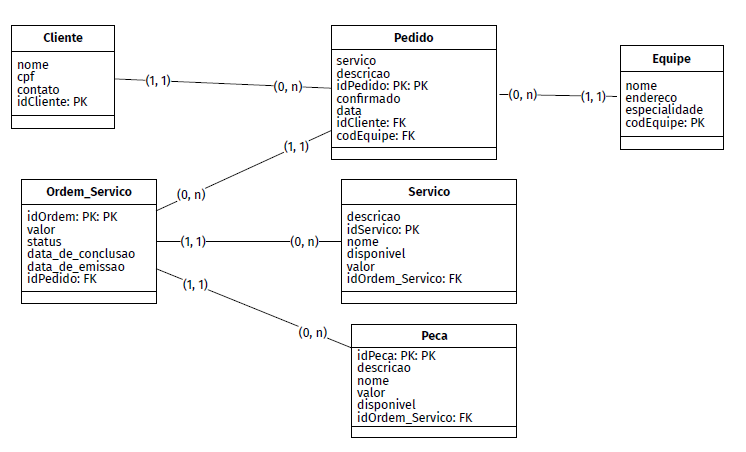 Cliente
nome
cpf
contato
idCliente: PK
(1, 1)
(0, n)
Pedido
servico
descricao
idPedido: PK: PK
confirmado
data
idCliente: FK
codEquipe: FK
(0, n)
(1, 1)
Equipe
nome
endereco
especialidade
codEquipe: PK
(1, 1)
(0, n)
Ordem_Servico
idOrdem: PK: PK
valor
status
data_de_conclusao
data_de_emissao
idPedido: FK
(1, 1)
(0, n)
Servico
descricao
idServico: PK
nome
disponivel
valor
idOrdem_Servico: FK
(1, 1)
(0, n)
Peca
idPeca: PK: PK
descricao
nome
valor
disponivel
idOrdem_Servico: FK